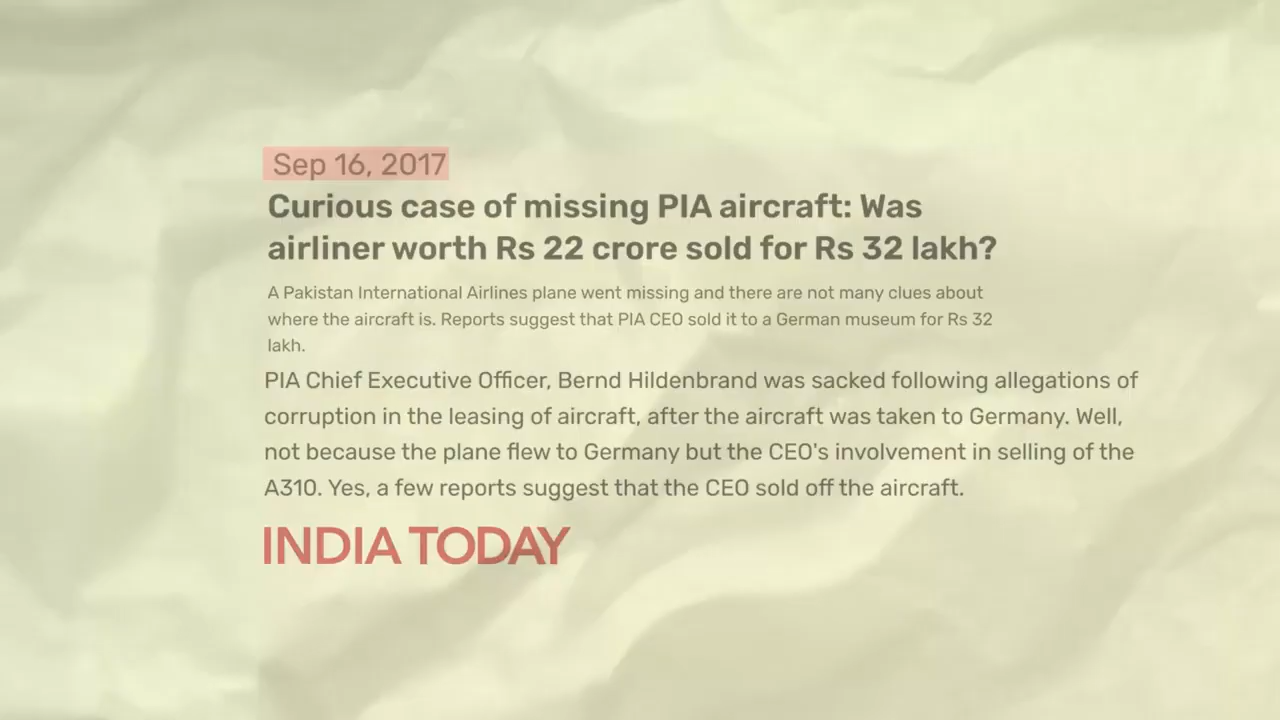 Sep 16, 2017
Curious case of missing PIA aircraft: Was
airliner worth Rs 22 crore sold for Rs 32 lakh?
A Pakistan International Airlines plane went missing and there are not many clues about
where the aircraft is. Reports suggest that PIA CEO sold it to a German museum for Rs 32
lakh.
PIA Chief Executive Officer, Bernd Hildenbrand was sacked following allegations of
corruption in the leasing of aircraft, after the aircraft was taken to Germany. Well,
not because the plane flew to Germany but the CEO's involvement in selling of the
A310. Yes, a few reports suggest that the CEO sold off the aircraft.
INDIA TODAY